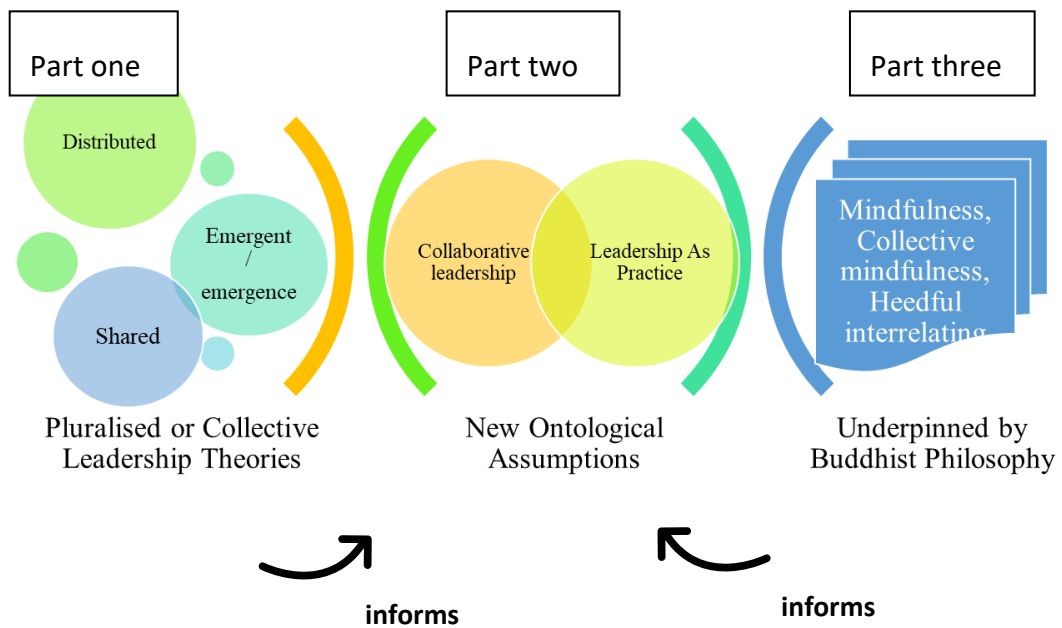 Part one
Distributed
Emergent
/
emergence
Shared
Pluralised or Collective
Leadership Theories
Part two
Collaborative
leadership
Leadership As
Practice
New Ontological
Assumptions
Part three
Mindfulness,
Collective
mindfulness,
Heedful
interrelating
Underpinned by
Buddhist Philosophy
informs
informs